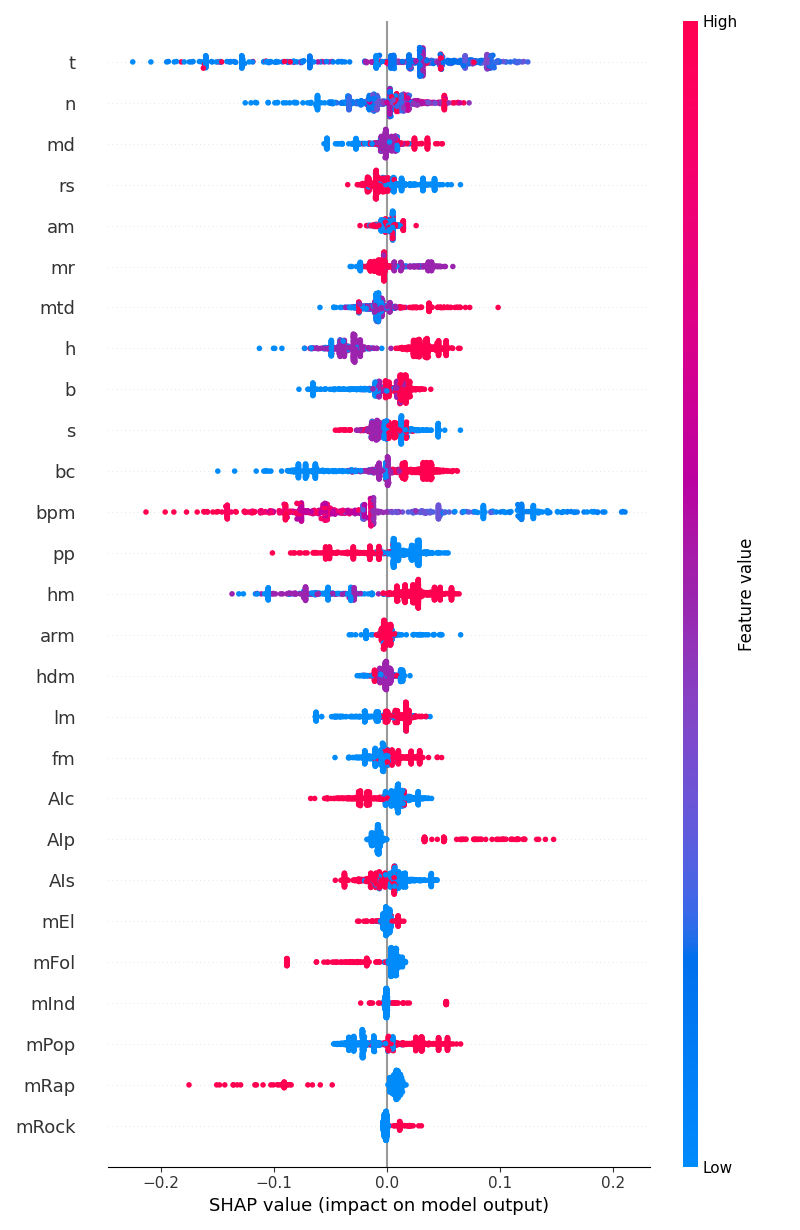 High
t
n
md
rs
am
mr
mtd
h
b
s
bc
bpm
pp
hm
arm
hdm
lm
fm
AIc
AIp
AIs
mEl
mFol
mInd
mPop
mRap
mRock
Feature value
Low
−0.2 −0.1 0.0 0.1 0.2
SHAP value (impact on model output)